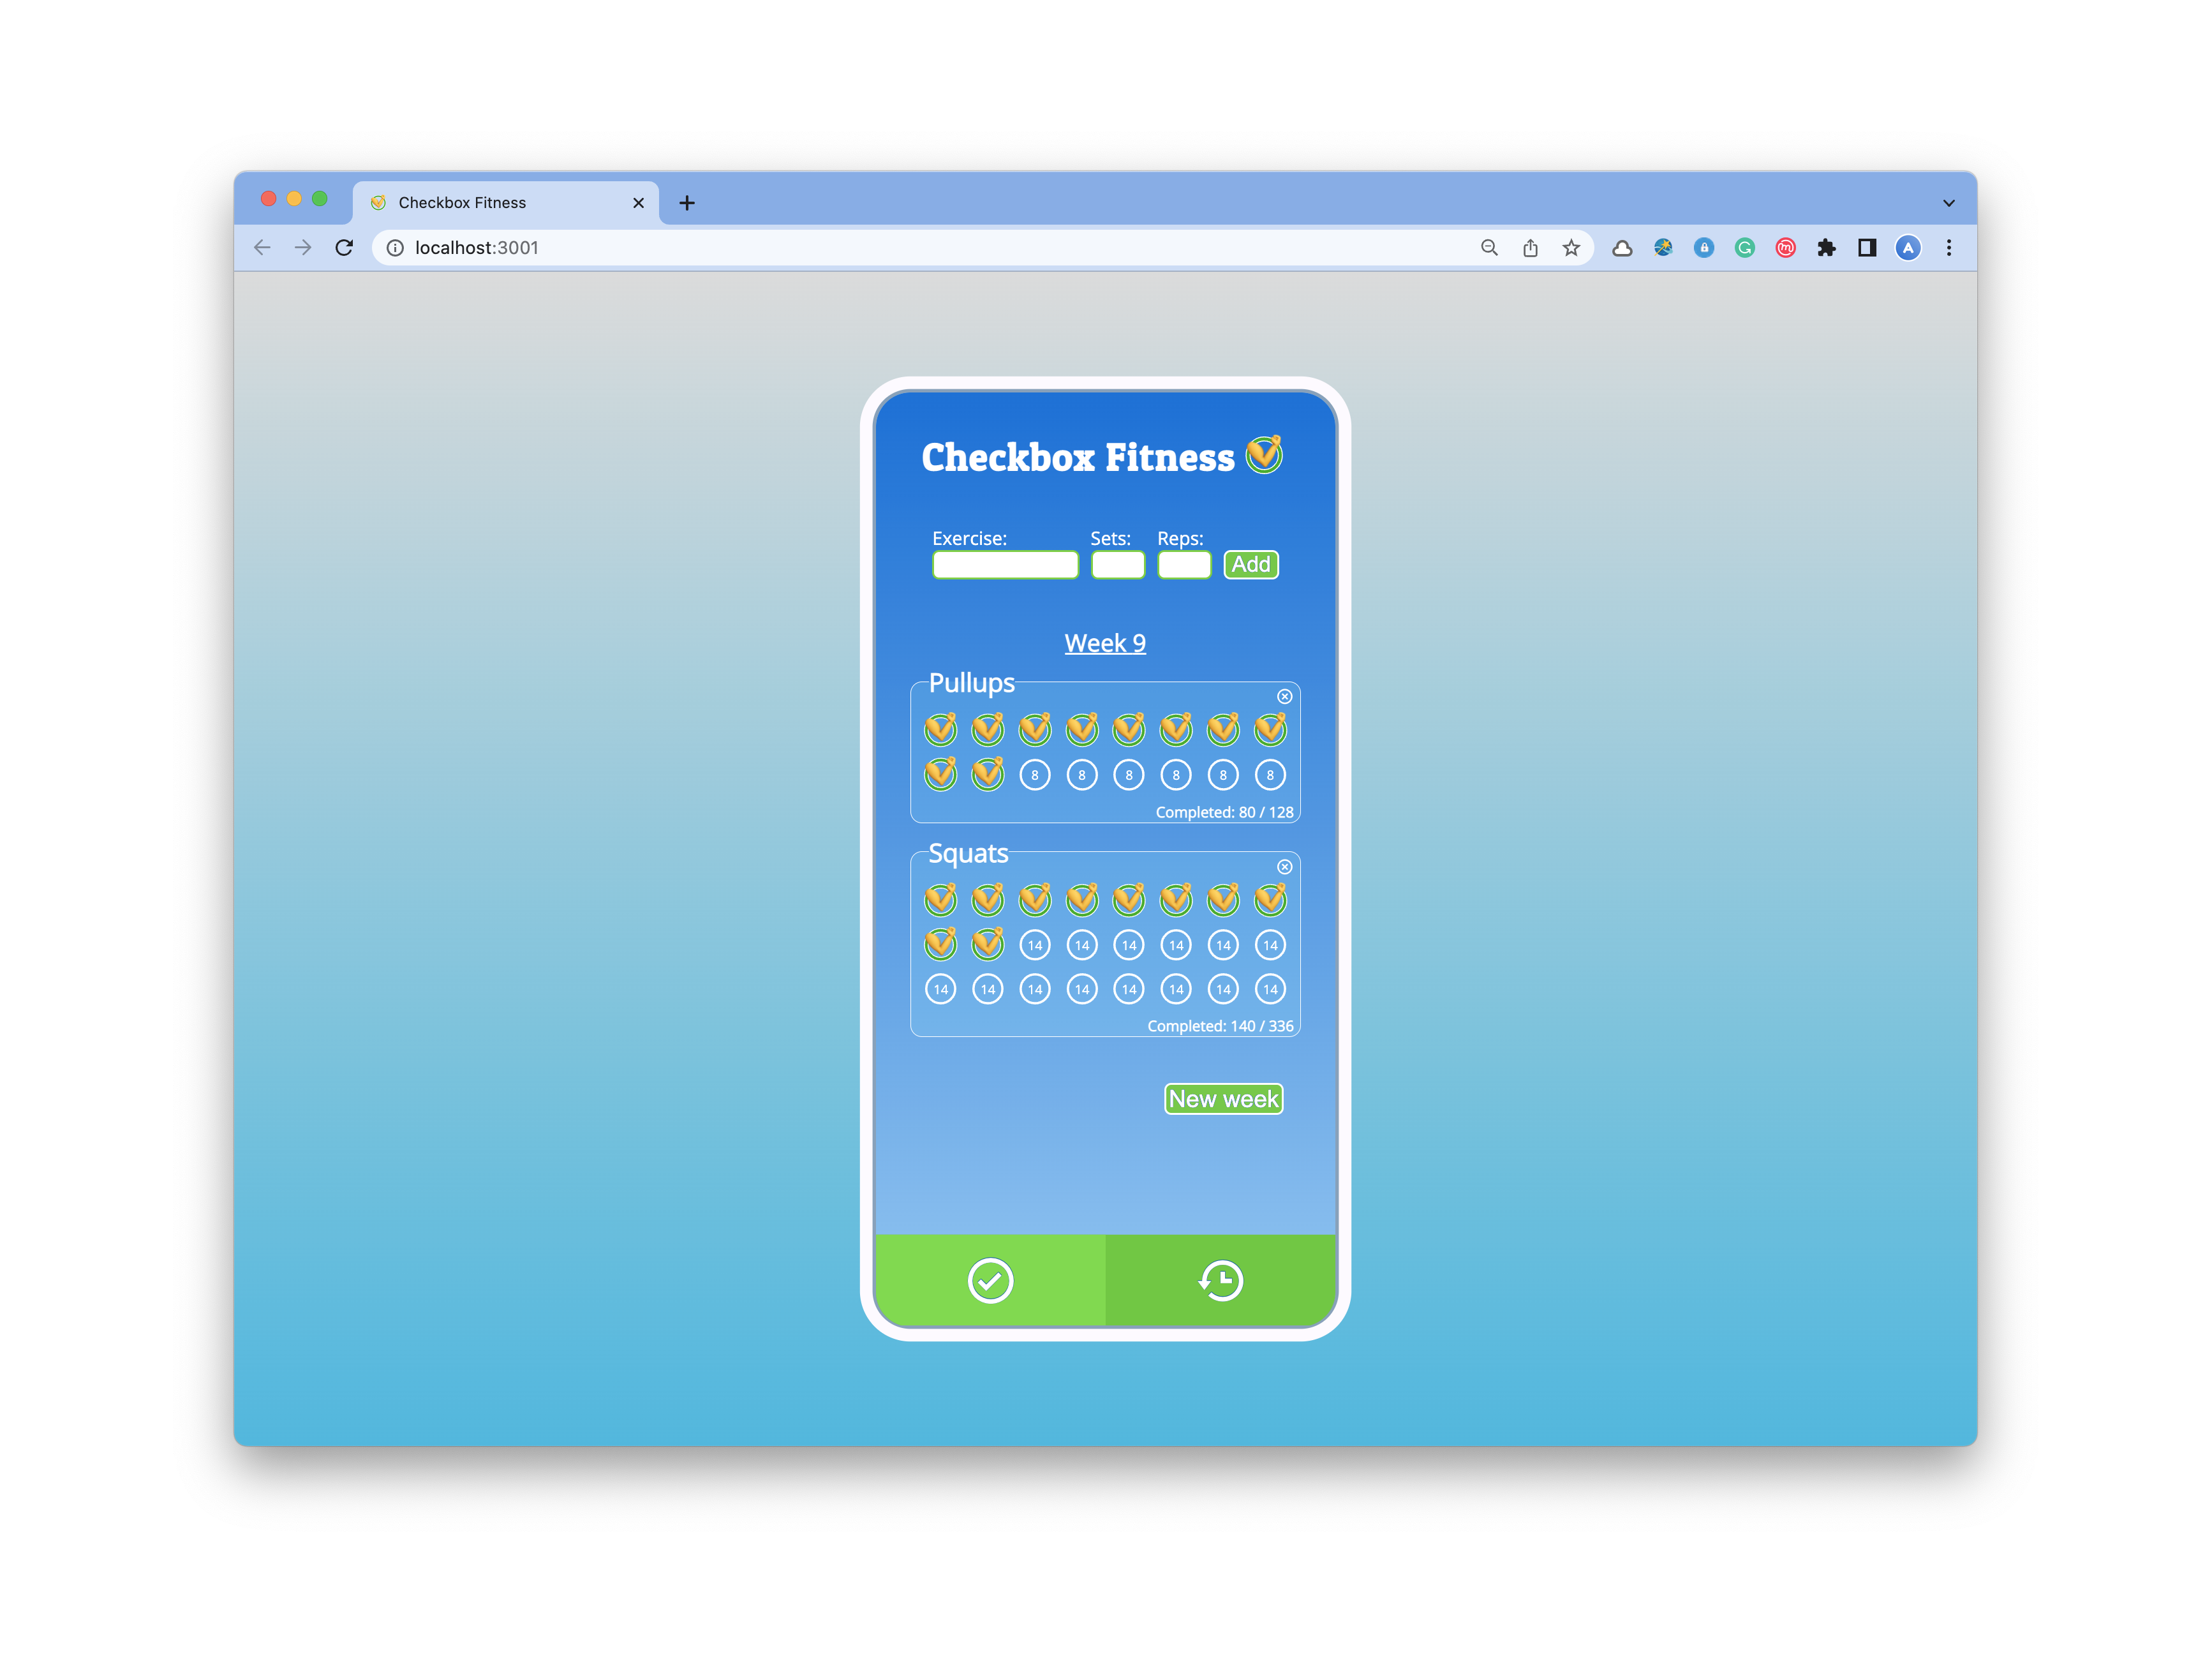 Checkbox Fitness
localhost:3001
A
Checkbox Fitness
Exercise: Sets: Reps:
Add
Week 9
Pullups
8 8 8 8 8 8
Completed: 80 / 128
Squats
14 14 14 14 14 14
14 14 14 14 14 14 14 14
Completed: 140 / 336
New week